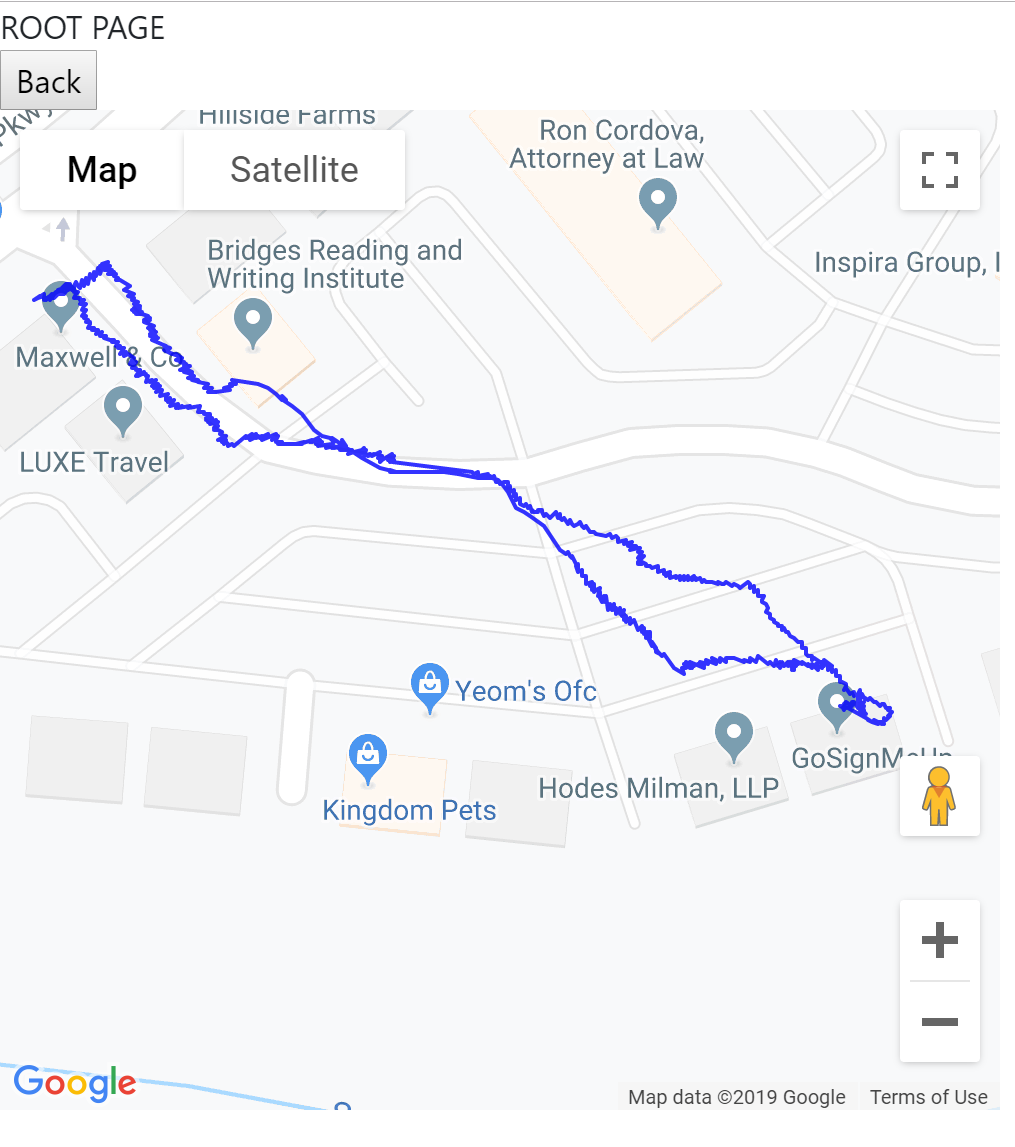 ROOT PAGE
Back
Pkwy
Hillside Farms
Map
Satellite
Ron Cordova,
Attorney at Law
Bridges Reading and
Writing Institute
Inspira Group, I
Maxwell & Co
LUXE Travel
Yeom's Ofc
GoSignMeUp
Hodes Milman, LLP
Kingdom Pets
Google
Map data ©2019 Google
Terms of Use